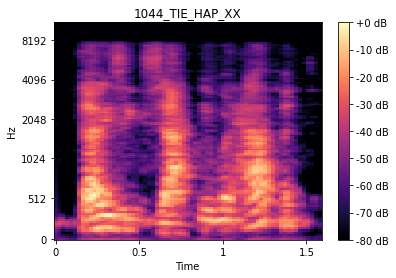 1044_TIE_HAP_XX
+0 dB
8192
-10 dB
4096
-20 dB
-30 dB
2048
Hz
-40 dB
1024
-50 dB
512
-60 dB
-70 dB
0
-80 dB
0
0.5
1
1.5
Time